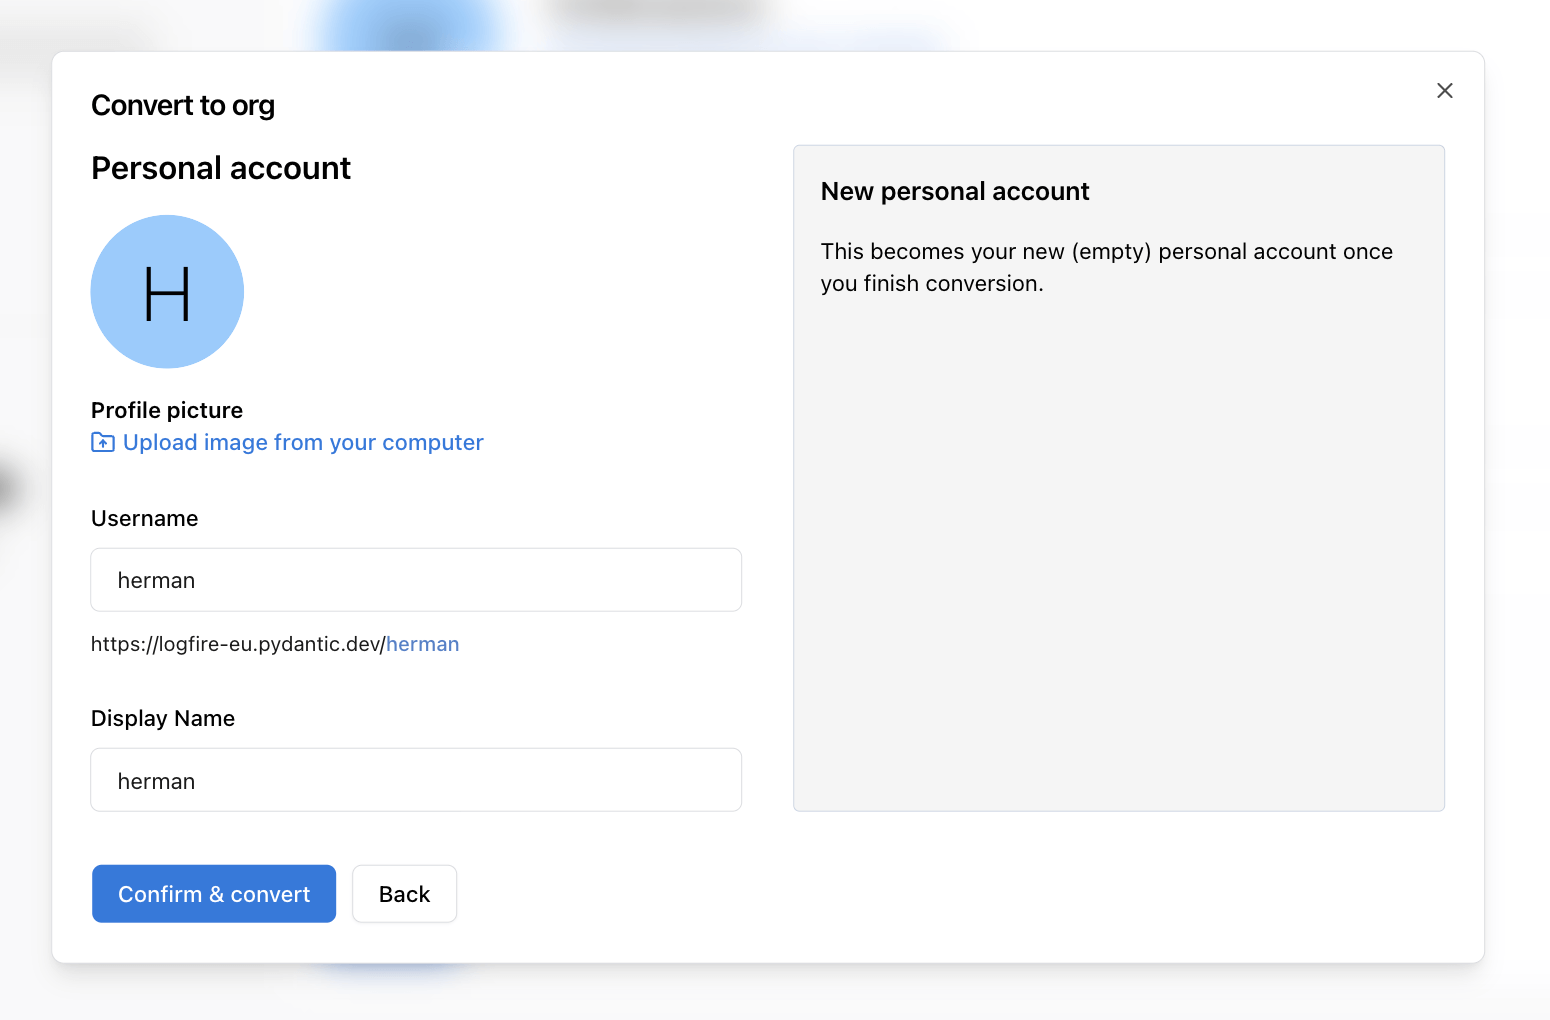 Convert to org
Personal account
H
Profile picture
Upload image from your computer
Username
herman
https://logfire-eu.pydantic.dev/herman
Display Name
herman
New personal account
This becomes your new (empty) personal account once
you finish conversion.
Confirm & convert
Back